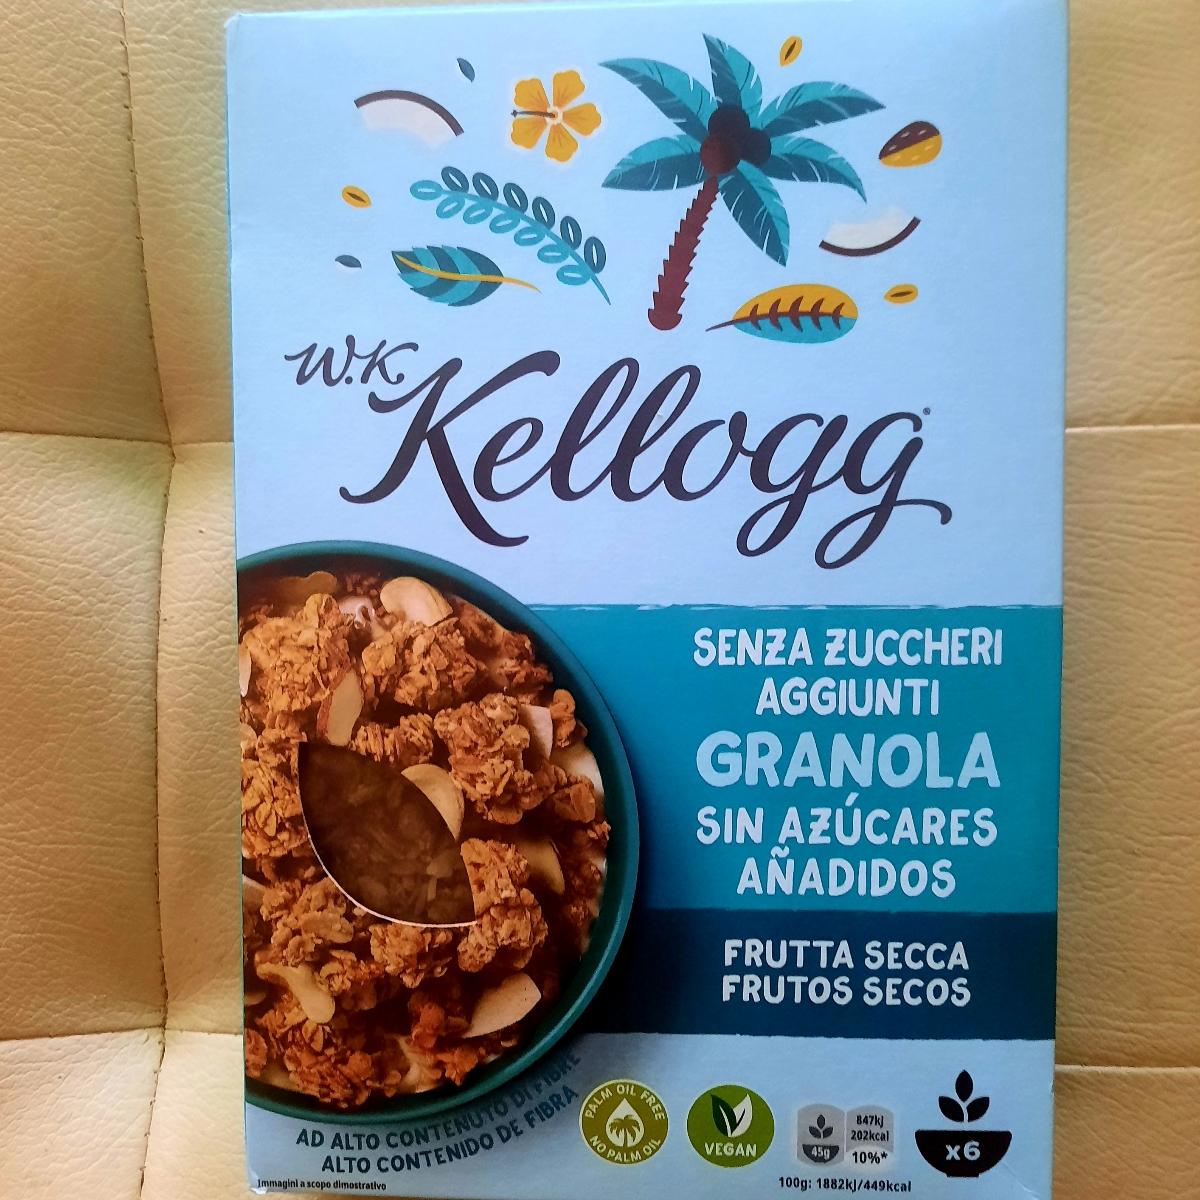 W.K
Kellogg
SENZA ZUCCHERI
AGGIUNTI
GRANOLA
SIN AZÚCARES
AÑADIDOS
FRUTTA SECCA
FRUTOS SECOS
AD ALTO CONTENUTO DI FIBRE
ALTO CONTENIDO DE FIBRA
PALM OIL FREE
NO PALM OIL
VEGAN
45g
847kJ
202kcal
10%*
x6
100g: 1882kJ/449kcal
Immagini a scopo dimostrativo